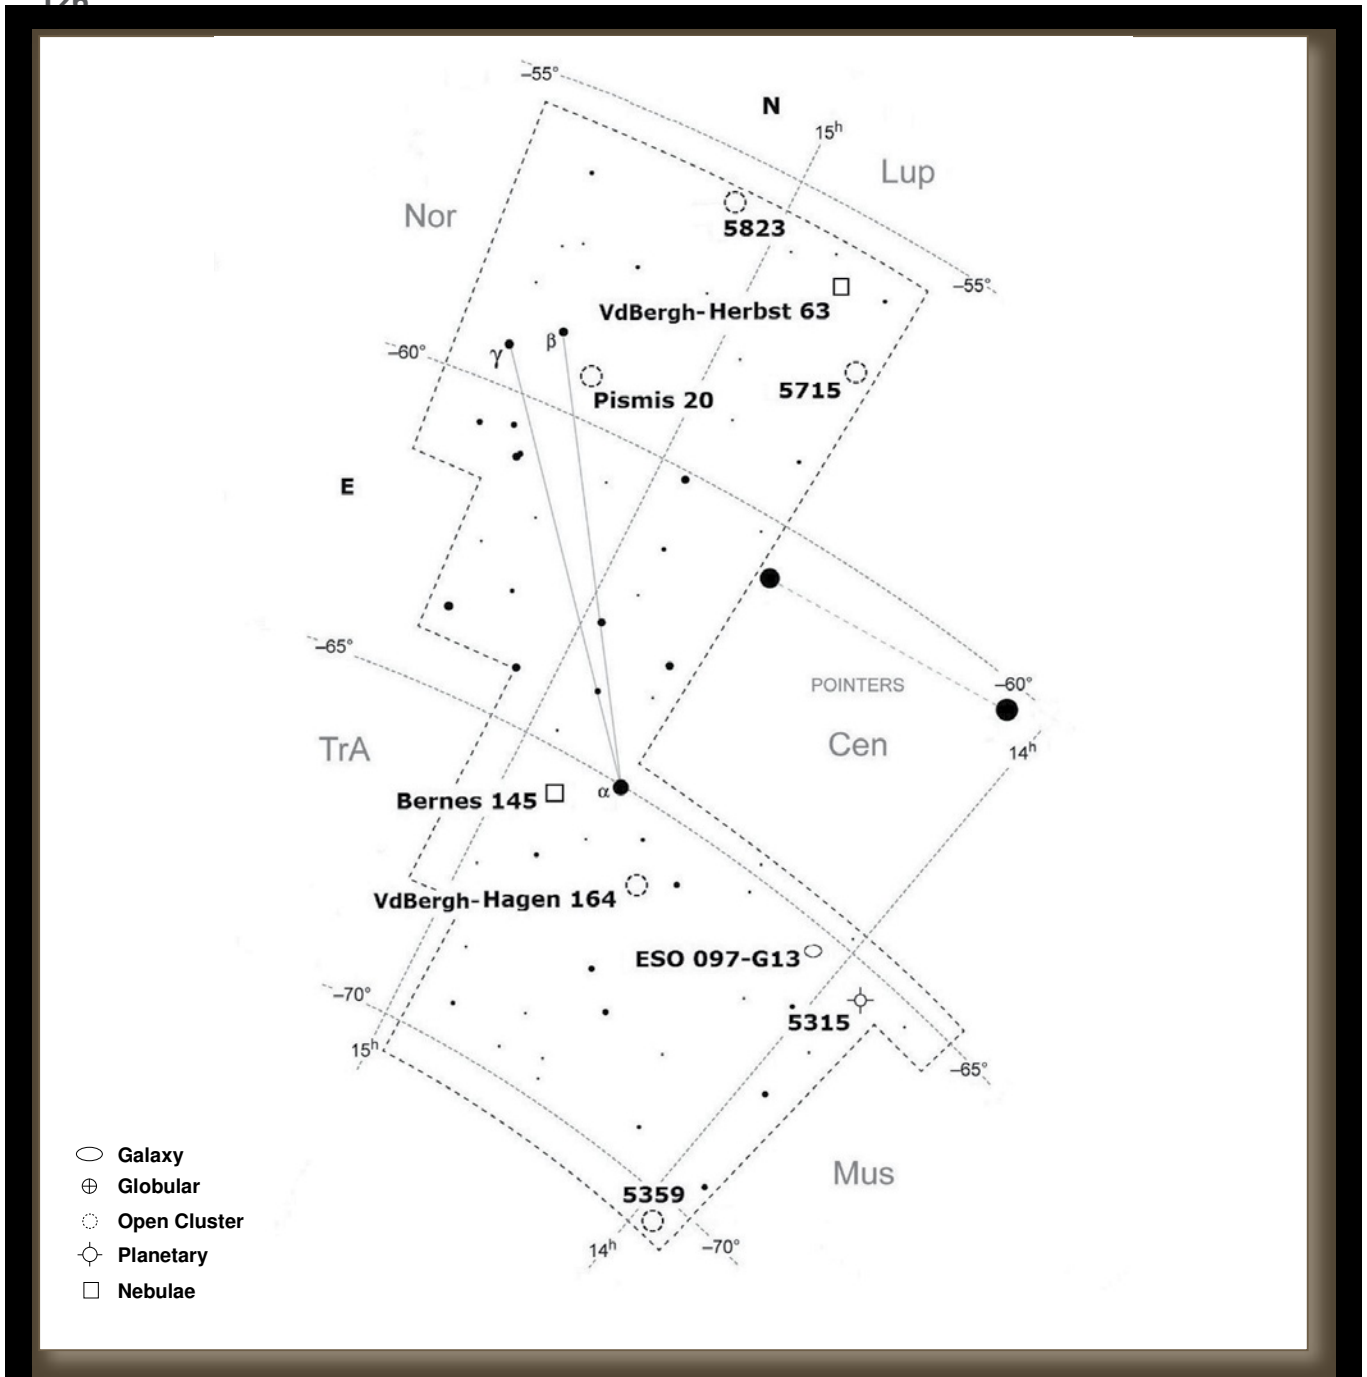 126
–55°
N
15h
Lup
Nor
5823
–55°
VdBergh-Herbst 63
β
γ
–60°
5715
Pismis 20
E
–65°
POINTERS
–60°
TrA
Cen
14h
Bernes 145
α
VdBergh-Hagen 164
ESO 097-G13
–70°
5315
15h
–65°
Galaxy
Mus
Globular
5359
Open Cluster
14h
–70°
Planetary
Nebulae